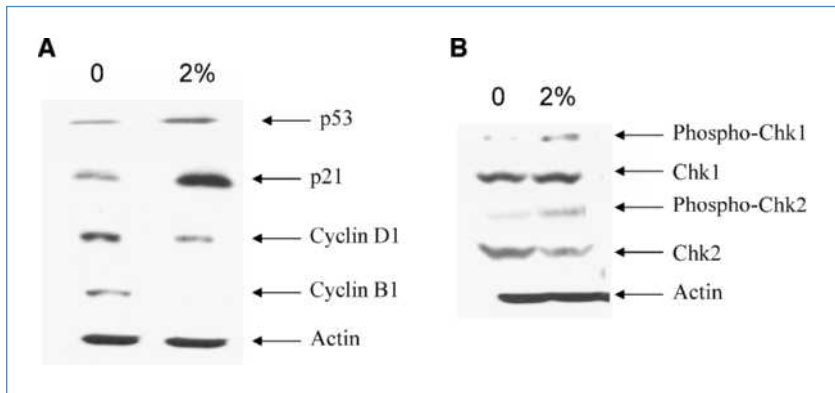 A
0 2%
p53
p21
Cyclin D1
Cyclin B1
Actin
B
0 2%
Phospho-Chk1
Chk1
Phospho-Chk2
Chk2
Actin